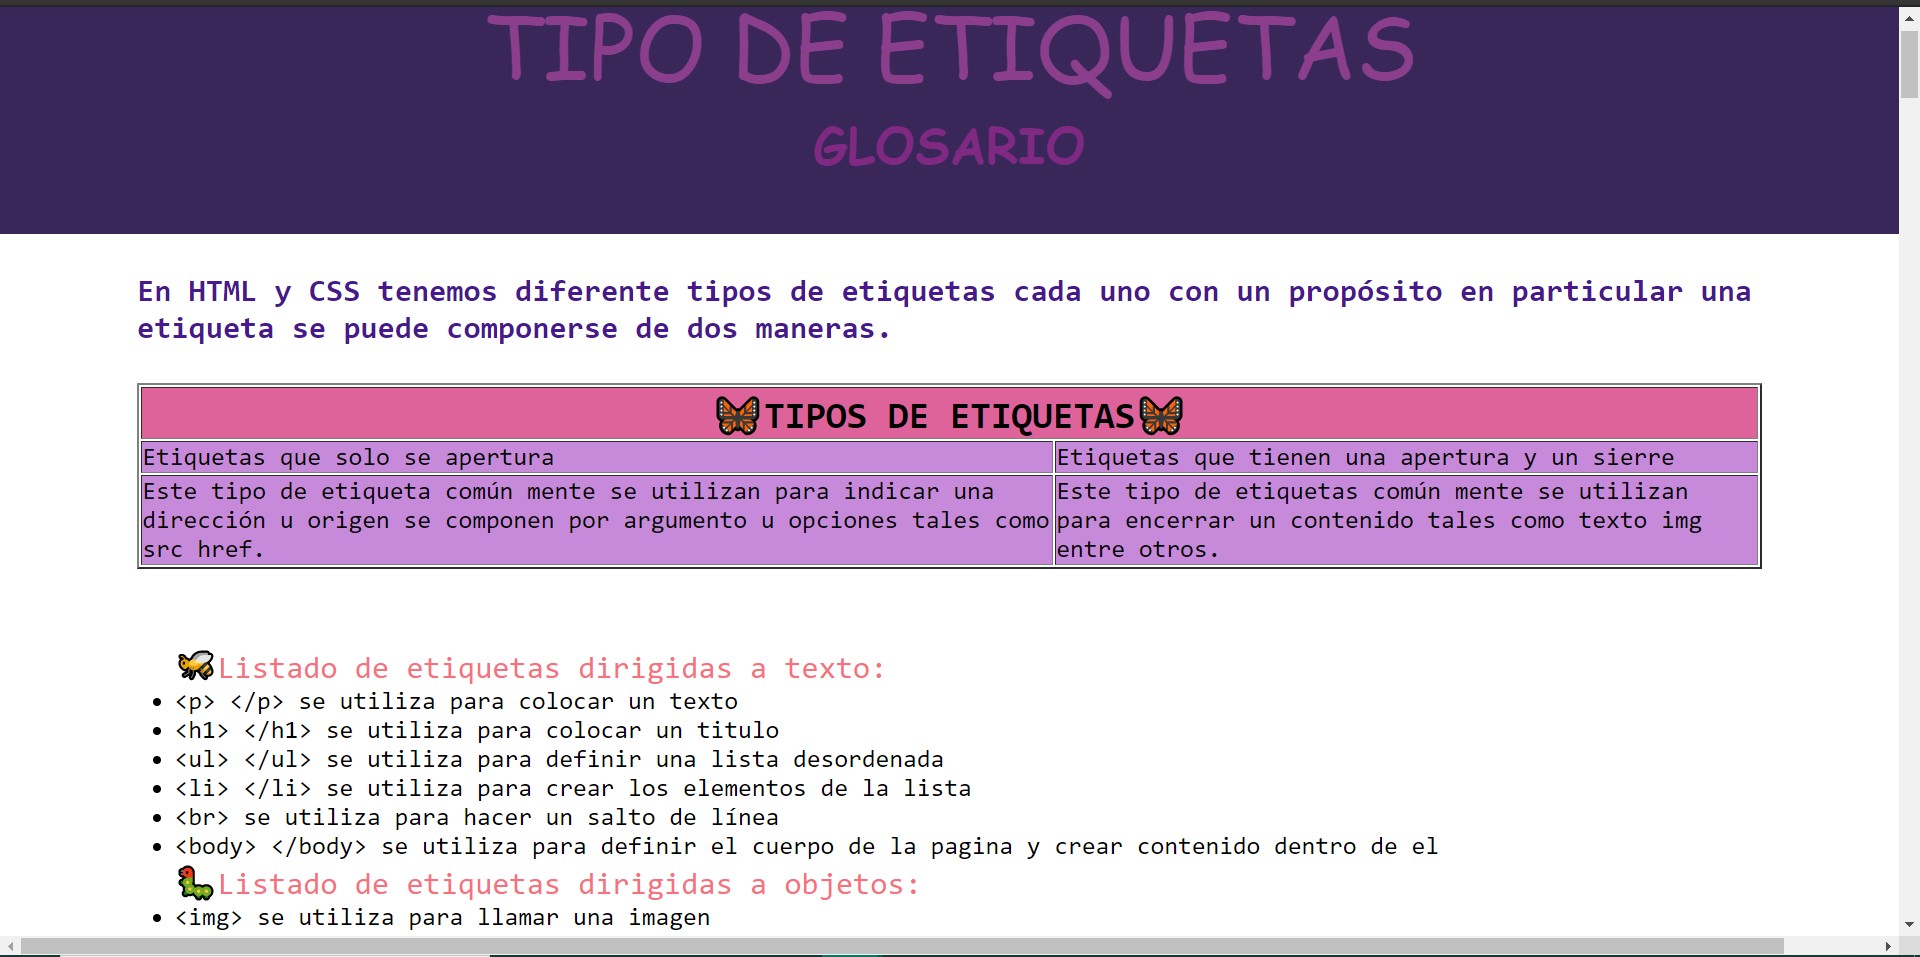 TIPO DE ETIQUETAS
GLOSARIO
En HTML y CSS tenemos diferente tipos de etiquetas cada uno con un propósito en particular una
etiqueta se puede componerse de dos maneras.
TIPOS DE ETIQUETAS
Etiquetas que solo se apertura
Etiquetas que tienen una apertura y un sierre
Este tipo de etiqueta común mente se utilizan para indicar una
dirección u origen se componen por argumento u opciones tales como
src href.
Este tipo de etiquetas común mente se utilizan
para encerrar un contenido tales como texto img
entre otros.
Listado de etiquetas dirigidas a texto:
<p> </p> se utiliza para colocar un texto
<h1> </h1> se utiliza para colocar un titulo
<ul> </ul> se utiliza para definir una lista desordenada
<li> </li> se utiliza para crear los elementos de la lista
<br> se utiliza para hacer un salto de línea
<body> </body> se utiliza para definir el cuerpo de la pagina y crear contenido dentro de el
Listado de etiquetas dirigidas a objetos:
<img> se utiliza para llamar una imagen